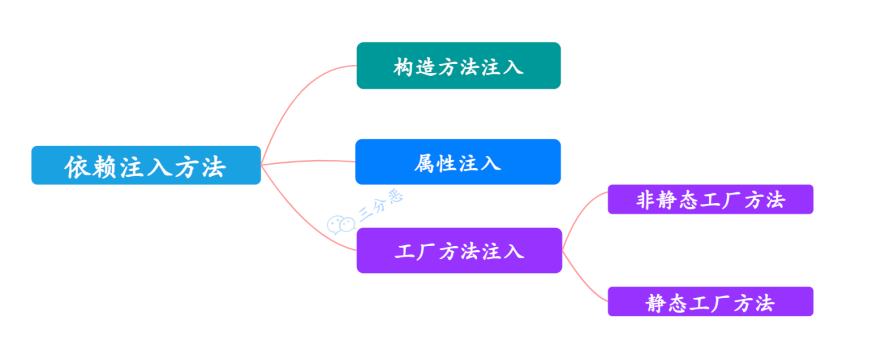 依赖注入方法
构造方法注入
属性注入
三分恶
工厂方法注入
非静态工厂方法
静态工厂方法